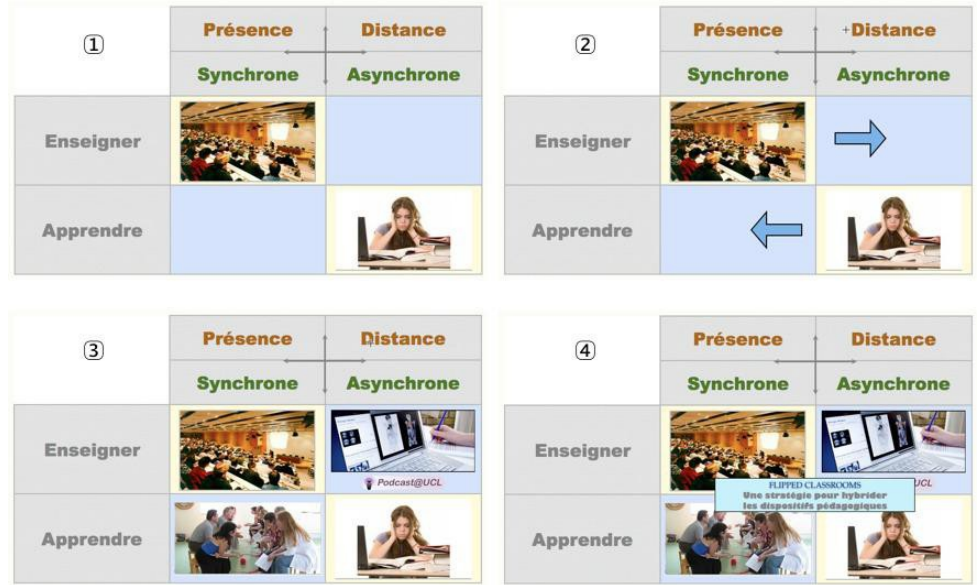 1
Présence Distance
Synchrone Asynchrone
Enseigner
Apprendre
2
Présence Distance
Synchrone Asynchrone
Enseigner
Apprendre
3
Présence Distance
Synchrone Asynchrone
Enseigner
Podcast@UCL
Apprendre
4
Présence Distance
Synchrone Asynchrone
Enseigner
UCL
FLIPPED CLASSROOMS
Une stratégie pour hybrider
les dispositifs pédagogiques
Apprendre